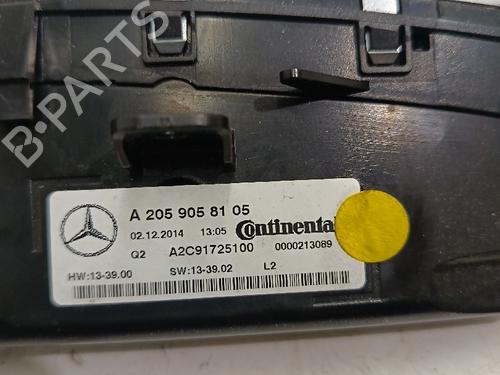 B-PARTS
A 205 905 81 05
02.12.2014 13:05
Continental
Q2 A2C91725100 0000213089
HW:13-39.00 SW:13-39.02 L2